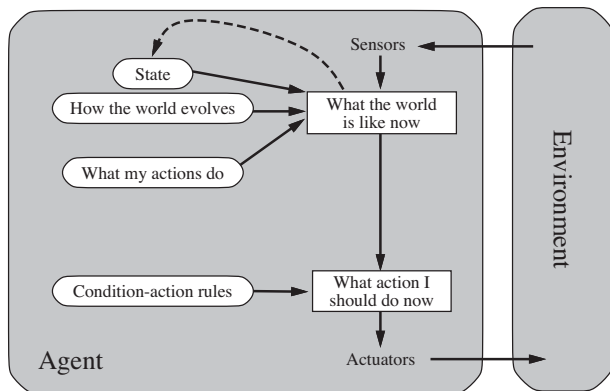 Sensors
State
How the world evolves
What the world
is like now
What my actions do
Condition-action rules
What action I
should do now
Agent
Actuators
Environment